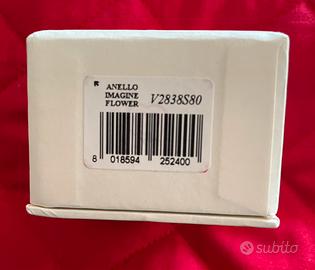 ANELLO
IMAGINE
FLOWER
V2838S80
8 018594 252400
subito